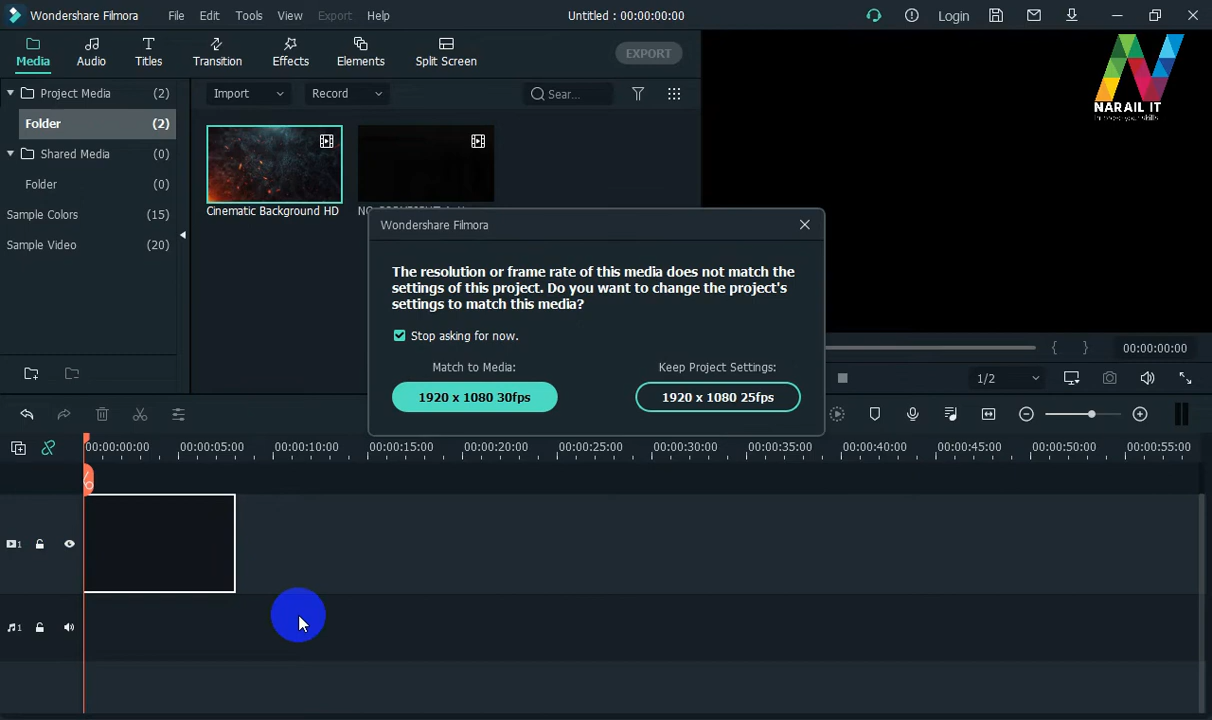 Wondershare Filmora
File Edit Tools View Export Help
Untitled : 00:00:00:00
Login
Media
Audio
Titles
Transition
Effects
Elements
Split Screen
EXPORT
NARAIL IT
Project Media (2)
Folder (2)
Shared Media (0)
Folder (0)
Sample Colors (15)
Sample Video (20)
Import
Record
Sear...
Cinematic Background HD
Wondershare Filmora
The resolution or frame rate of this media does not match the
settings of this project. Do you want to change the project's
settings to match this media?
Stop asking for now.
Match to Media:
Keep Project Settings:
1920 x 1080 30fps
1920 x 1080 25fps
00:00:00:00
1/2
00:00:00:00
00:00:05:00
00:00:10:00
00:00:15:00
00:00:20:00
00:00:25:00
00:00:30:00
00:00:35:00
00:00:40:00
00:00:45:00
00:00:50:00
00:00:55:00
1
1